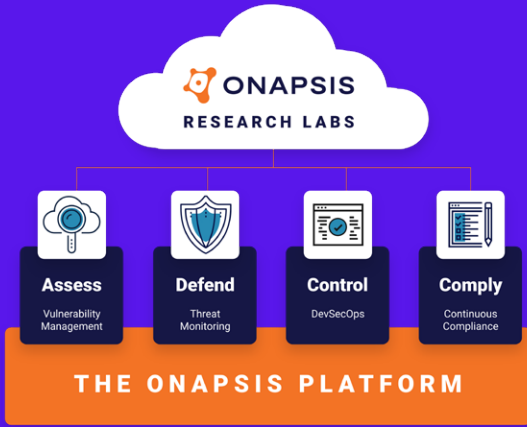 ONAPSIS
RESEARCH LABS
Assess
Vulnerability
Management
Defend
Threat
Monitoring
Control
DevSecOps
Comply
Continuous
Compliance
THE ONAPSIS PLATFORM